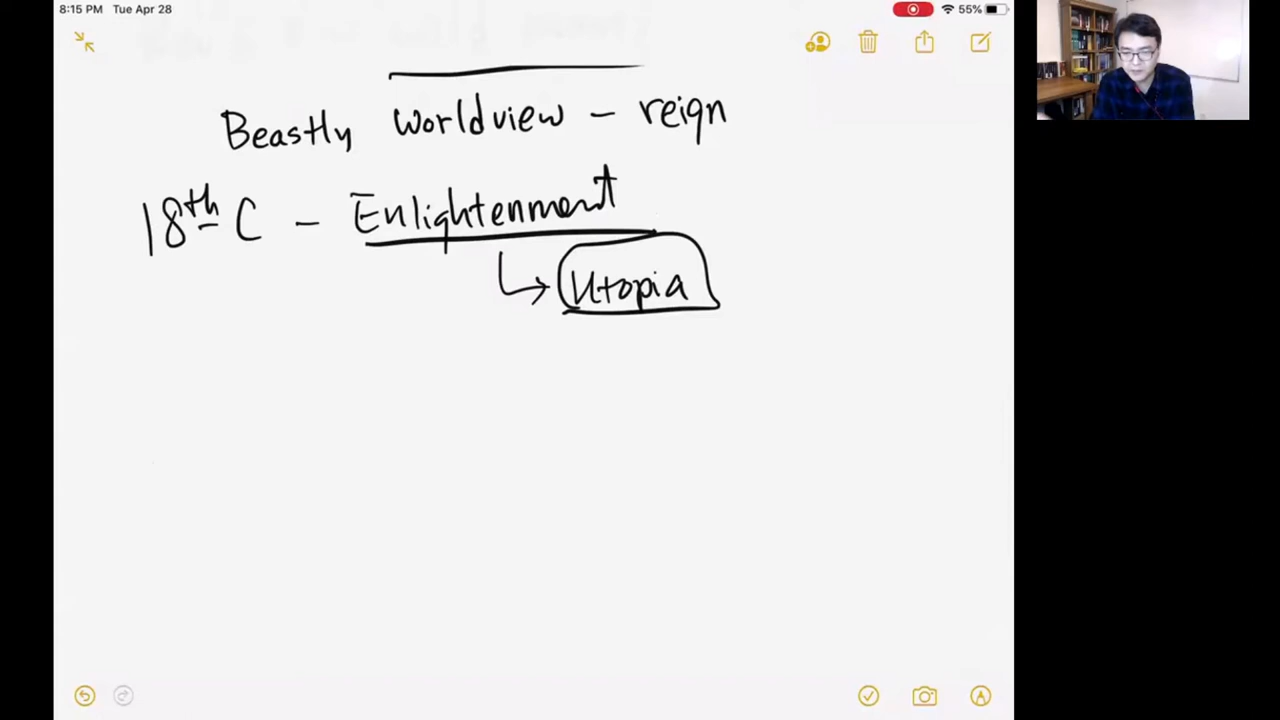 8:15 PM Tue Apr 28 55%
Beastly worldview - reign
18th C - Enlightenment
Utopia